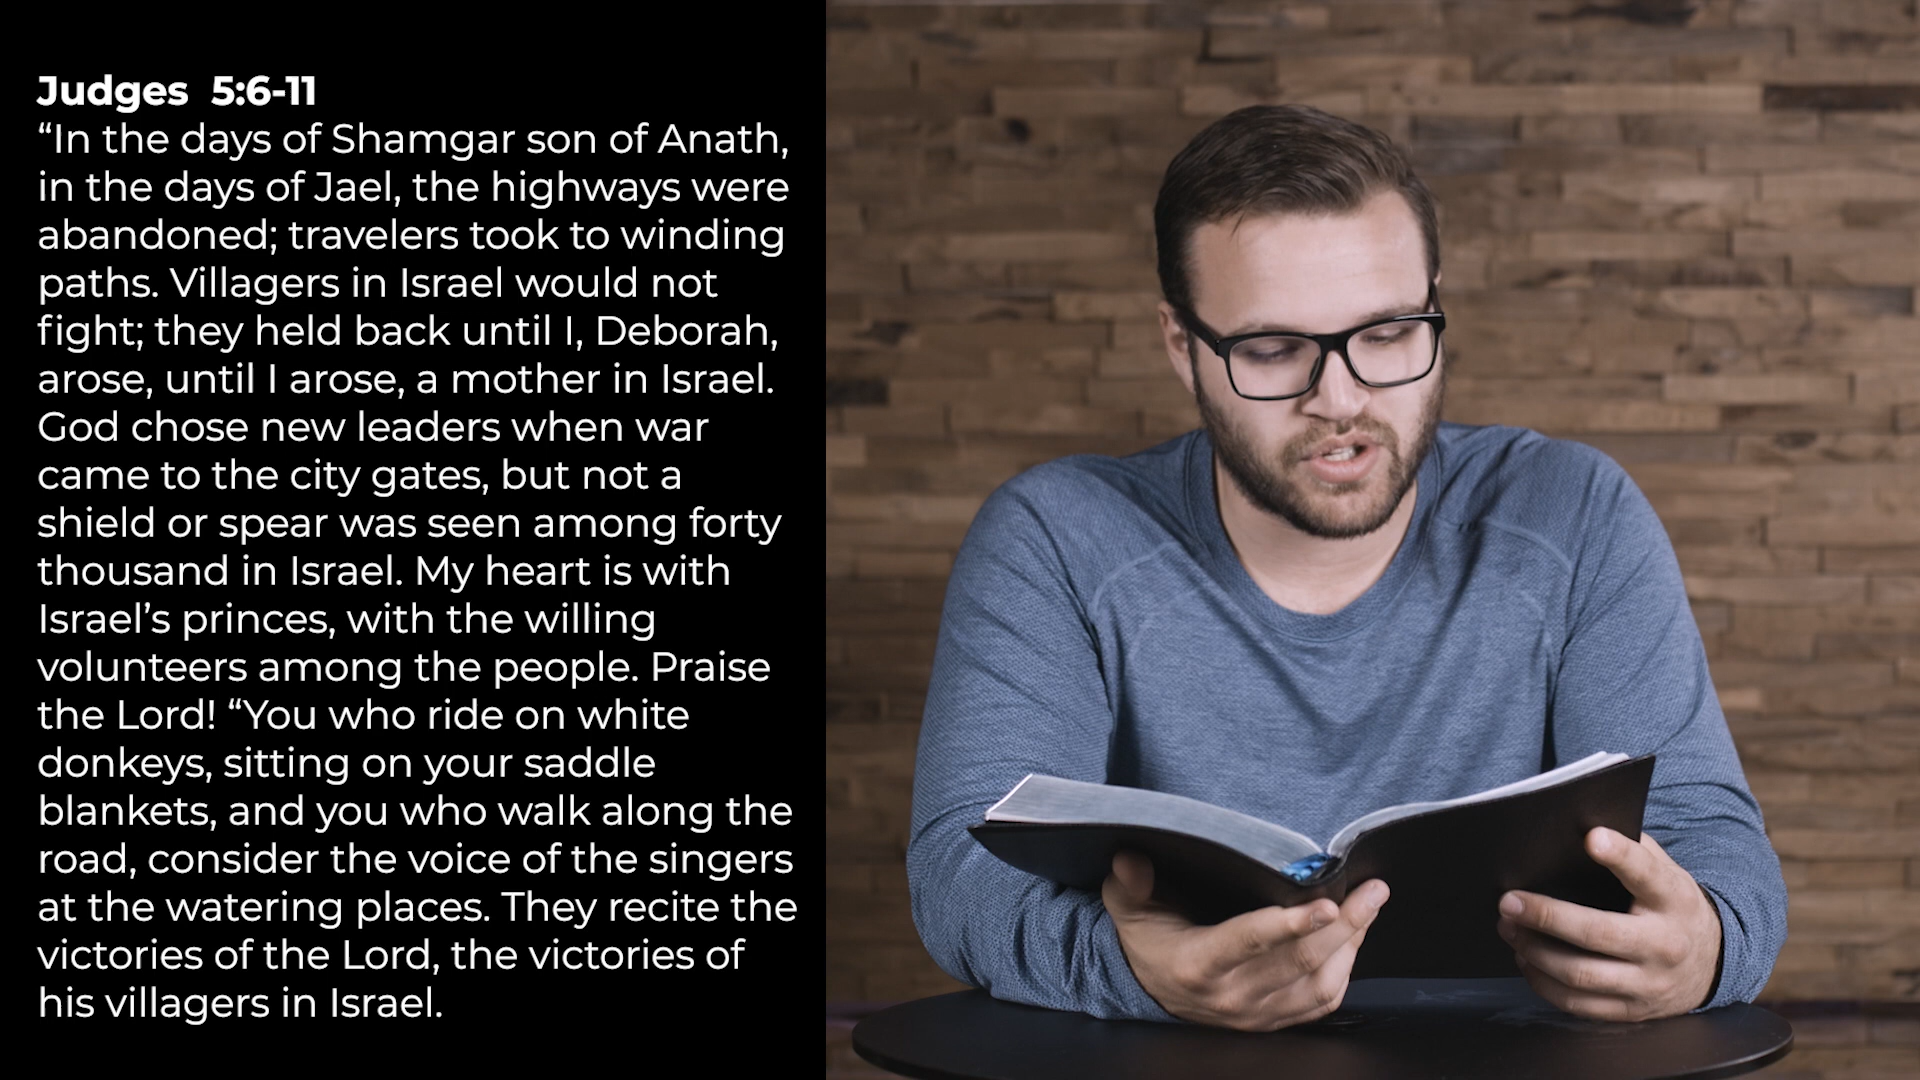 Judges  5:6-11
“In the days of Shamgar son of Anath,
in the days of Jael, the highways were
abandoned; travelers took to winding
paths. Villagers in Israel would not
fight; they held back until I, Deborah,
arose, until I arose, a mother in Israel.
God chose new leaders when war
came to the city gates, but not a
shield or spear was seen among forty
thousand in Israel. My heart is with
Israel’s princes, with the willing
volunteers among the people. Praise
the Lord! “You who ride on white
donkeys, sitting on your saddle
blankets, and you who walk along the
road, consider the voice of the singers
at the watering places. They recite the
victories of the Lord, the victories of
his villagers in Israel.